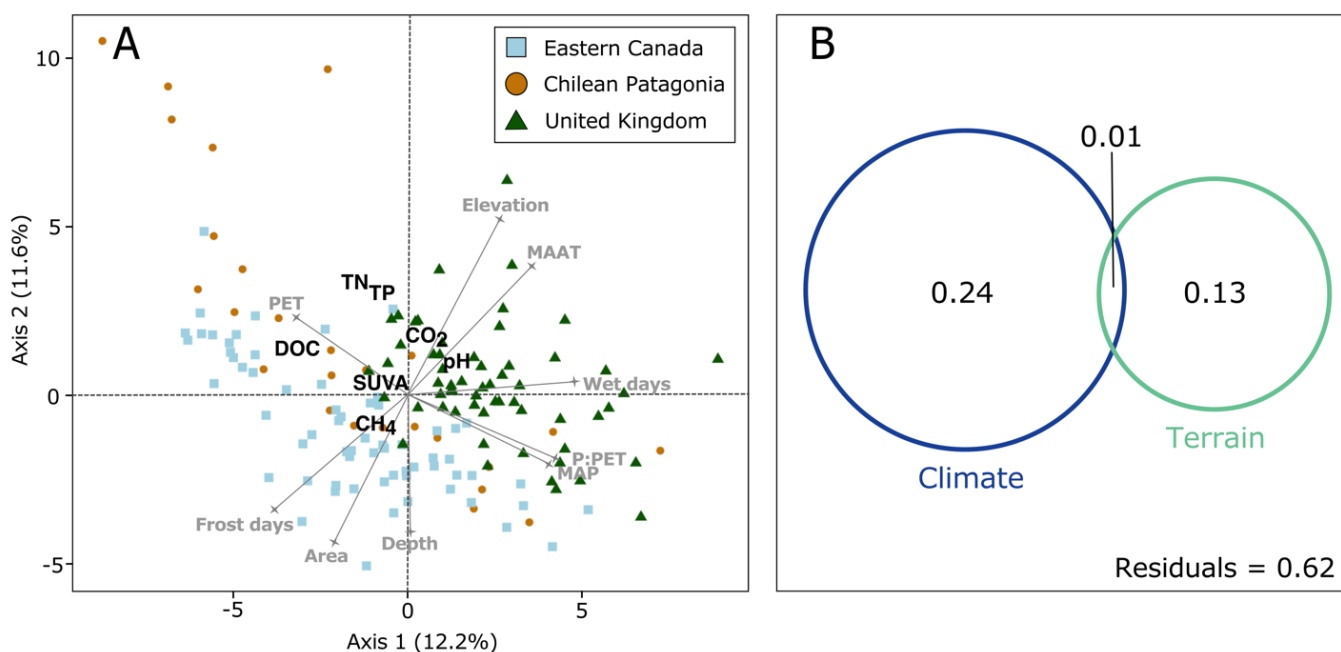 A
Eastern Canada
Chilean Patagonia
United Kingdom
10
5
0
-5
Axis 2 (11.6%)
Elevation
MAAT
TN
TP
PET
CO2
DOC
pH
SUVA
Wet days
CH4
P:PET
MAP
Frost days
Area
Depth
-5
0
5
Axis 1 (12.2%)
B
0.01
0.24
0.13
Terrain
Climate
Residuals = 0.62